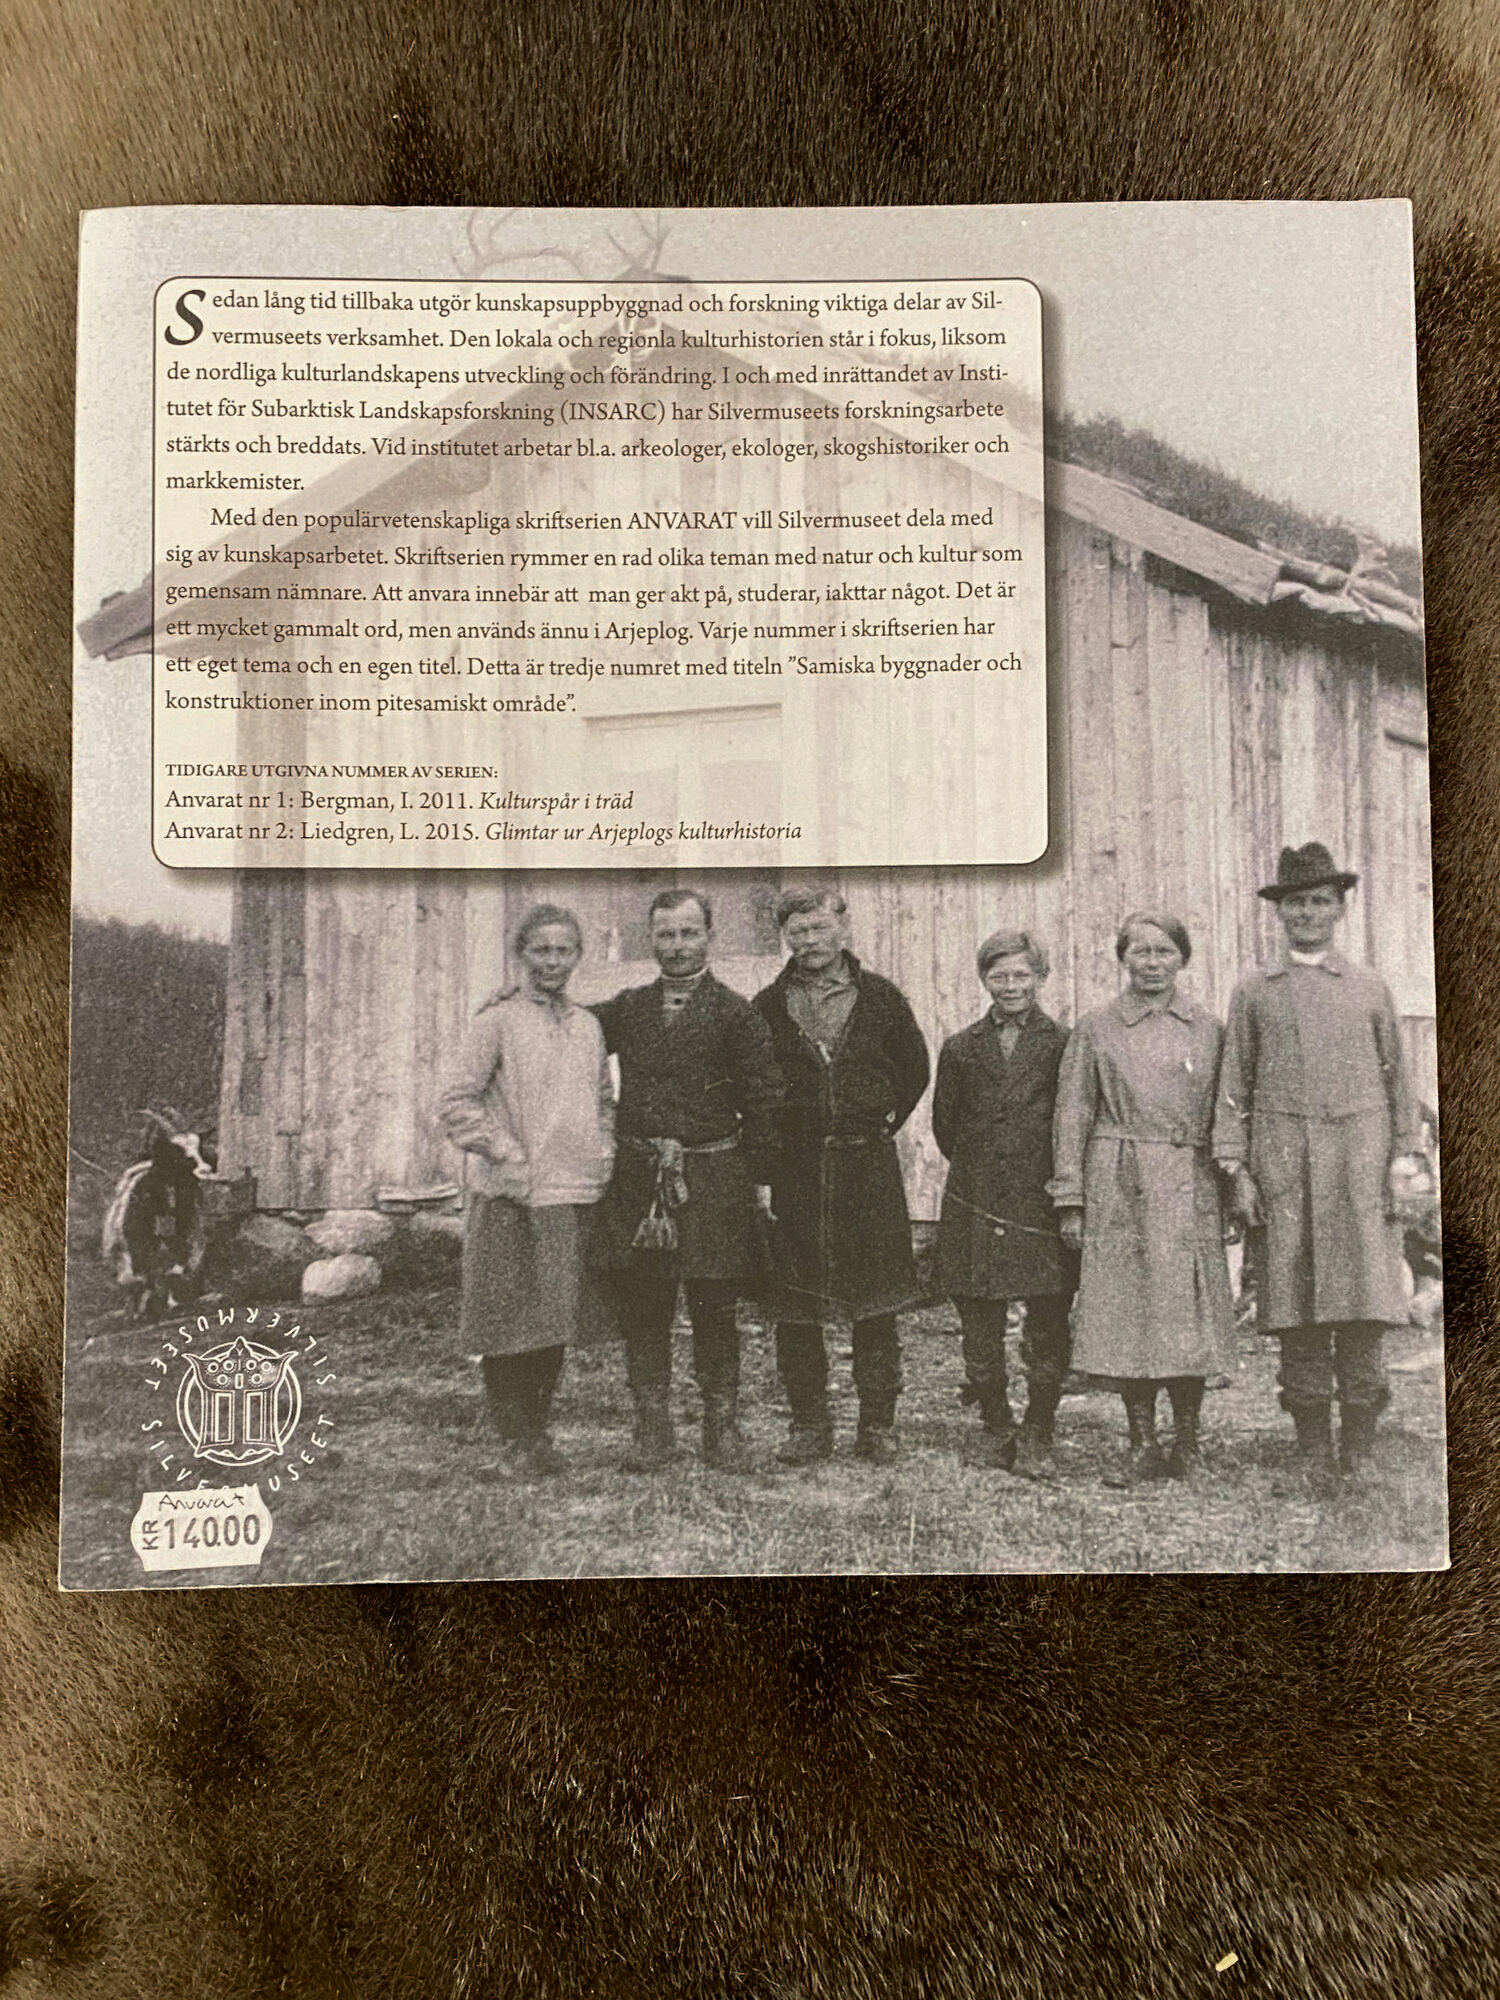 Sedan lång tid tillbaka utgör kunskapsuppbyggnad och forskning viktiga delar av Sil-
vermuseets verksamhet. Den lokala och regionla kulturhistorien står i fokus, liksom
de nordliga kulturlandskapens utveckling och förändring. I och med inrättandet av Insti-
tutet för Subarktisk Landskapsforskning (INSARC) har Silvermuseets forskningsarbete
stärkts och breddats. Vid institutet arbetar bl.a. arkeologer, ekologer, skogshistoriker och
markkemister.
Med den populärvetenskapliga skriftserien ANVARAT vill Silvermuseet dela med
sig av kunskapsarbetet. Skriftserien rymmer en rad olika teman med natur och kultur som
gemensam nämnare. Att anvara innebär att man ger akt på, studerar, iakttar något. Det är
ett mycket gammalt ord, men används ännu i Arjeplog. Varje nummer i skriftserien har
ett eget tema och en egen titel. Detta är tredje numret med titeln ”Samiska byggnader och
konstruktioner inom pitesamiskt område”.
TIDIGARE UTGIVNA NUMMER AV SERIEN:
Anvarat nr 1: Bergman, I. 2011. Kulturspår i träd
Anvarat nr 2: Liedgren, L. 2015. Glimtar ur Arjeplogs kulturhistoria
SILVERMUSEET
SILVERMUSEET
Anvarat
KR 140.00